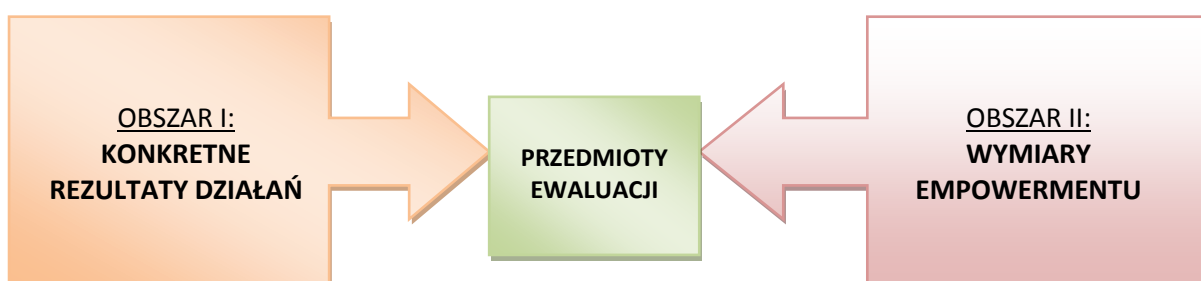 OBSZAR I:
KONKRETNE
REZULTATY DZIAŁAŃ
PRZEDMIOTY
EWALUACJI
OBSZAR II:
WYMIARY
EMPOWERMENTU